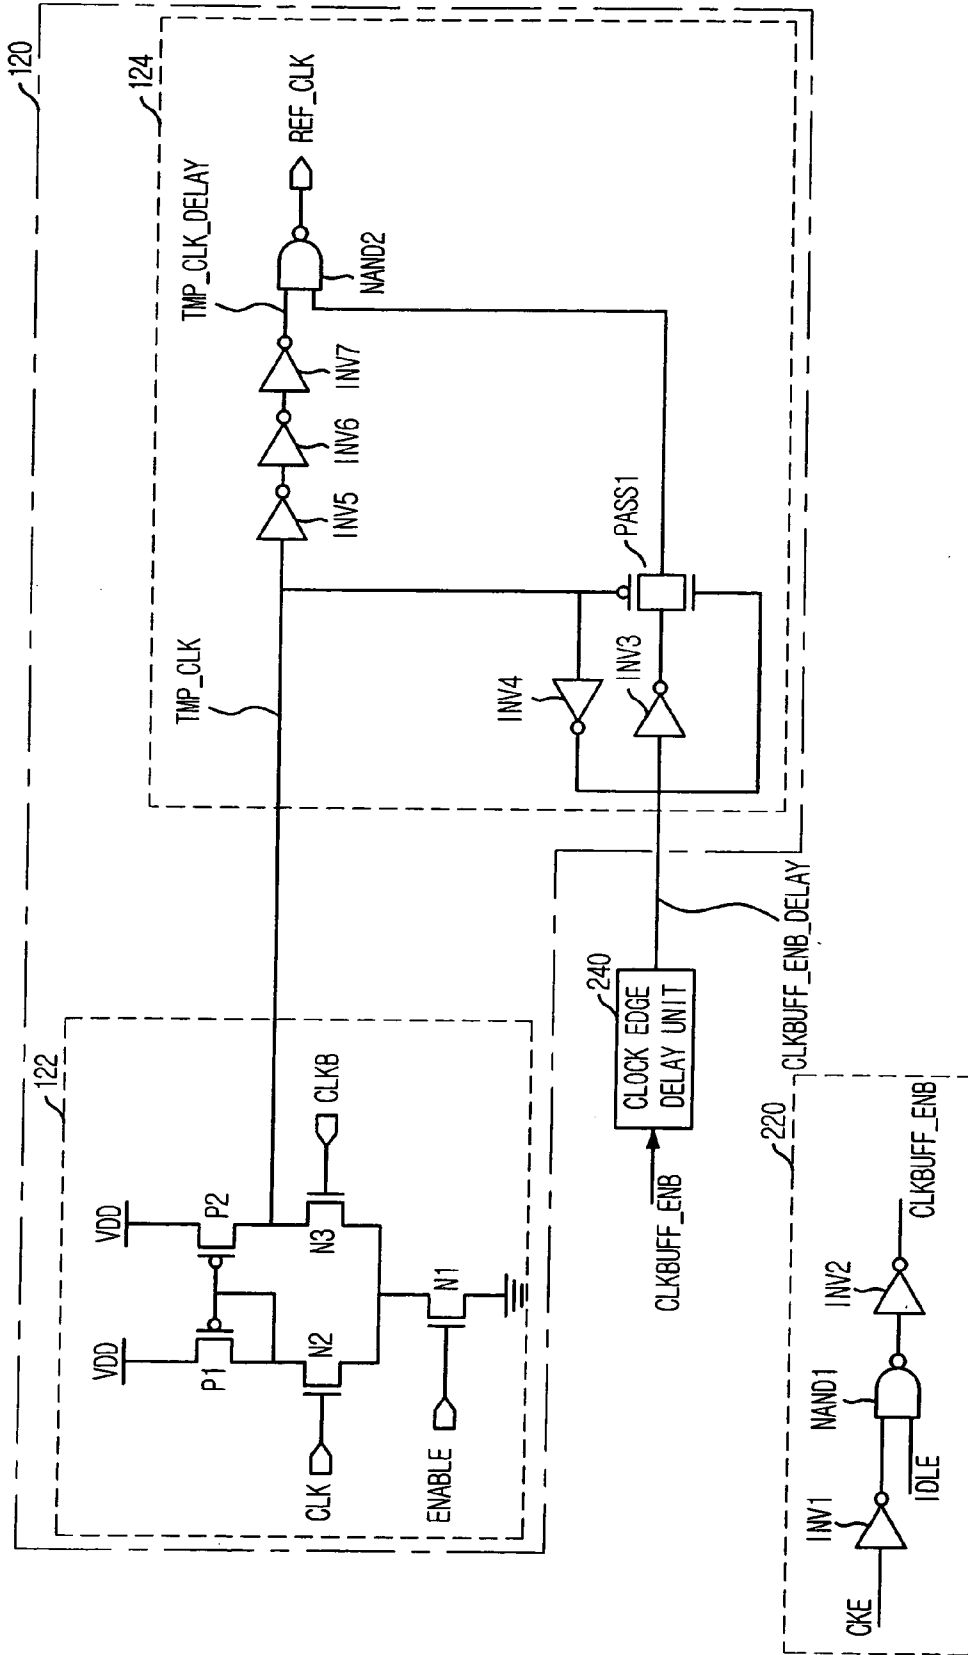 120
124
REF_CLK
TMP_CLK_DELAY
NAND2
INV7
INV6
INV5
PASS1
TMP_CLK
INV4
INV3
122
VDD
VDD
P2
P1
N3
CLKB
N2
CLK
N1
ENABLE
240
CLOCK EDGE
DELAY UNIT
CLKBUFF_ENB
CLKBUFF_ENB_DELAY
220
CLKBUFF_ENB
INV2
NAND1
IDLE
INV1
CKE